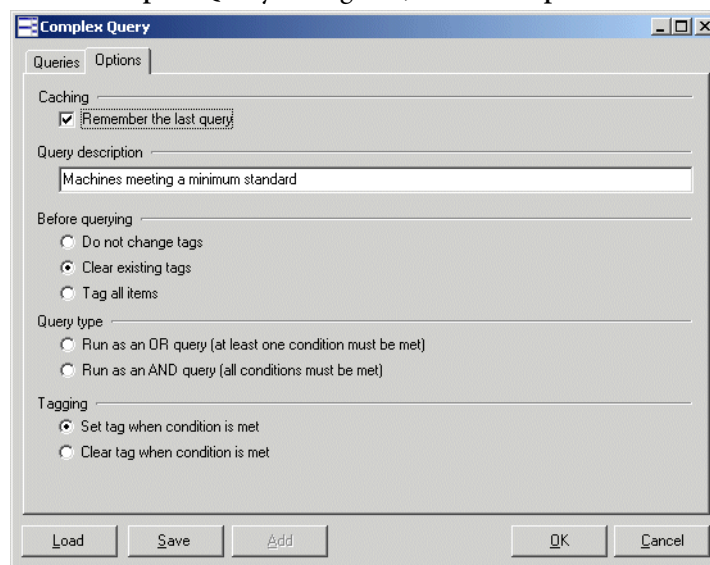 Complex Query
Queries Options
Caching
Remember the last query
Query description
Machines meeting a minimum standard
Before querying
Do not change tags
Clear existing tags
Tag all items
Query type
Run as an OR query (at least one condition must be met)
Run as an AND query (all conditions must be met)
Tagging
Set tag when condition is met
Clear tag when condition is met
Load Save Add OK Cancel